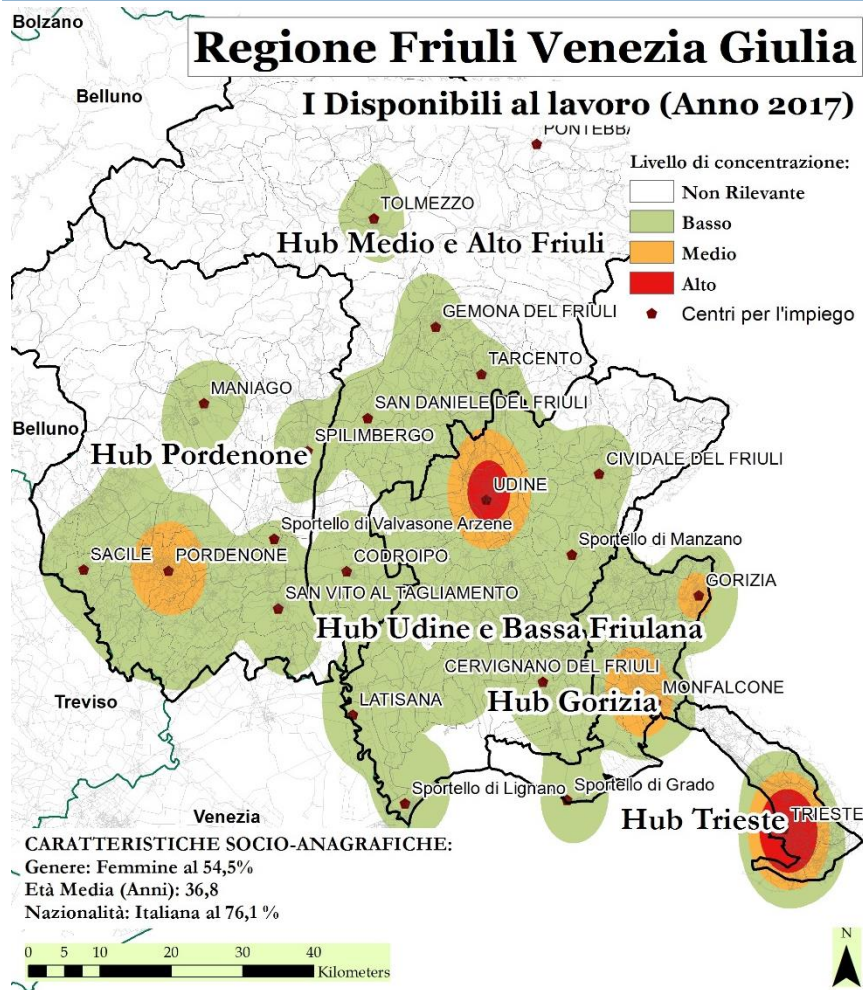 Bolzano
Regione Friuli Venezia Giulia
Belluno
I Disponibili al lavoro (Anno 2017)
PONTEBBA
Livello di concentrazione:
Non Rilevante
Basso
Medio
Alto
Centri per l'impiego
TOLMEZZO
Hub Medio e Alto Friuli
GEMONA DEL FRIULI
TARCENTO
MANIAGO
SAN DANIELE DEL FRIULI
Belluno
SPILIMBERGO
Hub Pordenone
CIVIDALE DEL FRIULI
UDINE
Sportello di Valvasone Arzene
SACILE
PORDENONE
CODROIPO
Sportello di Manzano
GORIZIA
SAN VITO AL TAGLIAMENTO
Hub Udine e Bassa Friulana
CERVIGNANO DEL FRIULI
MONFALCONE
Treviso
LATISANA
Hub Gorizia
Sportello di Lignano
Sportello di Grado
Venezia
Hub Trieste
TRIESTE
CARATTERISTICHE SOCIO-ANAGRAFICHE:
Genere: Femmine al 54,5%
Età Media (Anni): 36,8
Nazionalità: Italiana al 76,1 %
0 5 10 20 30 40
Kilometers
N